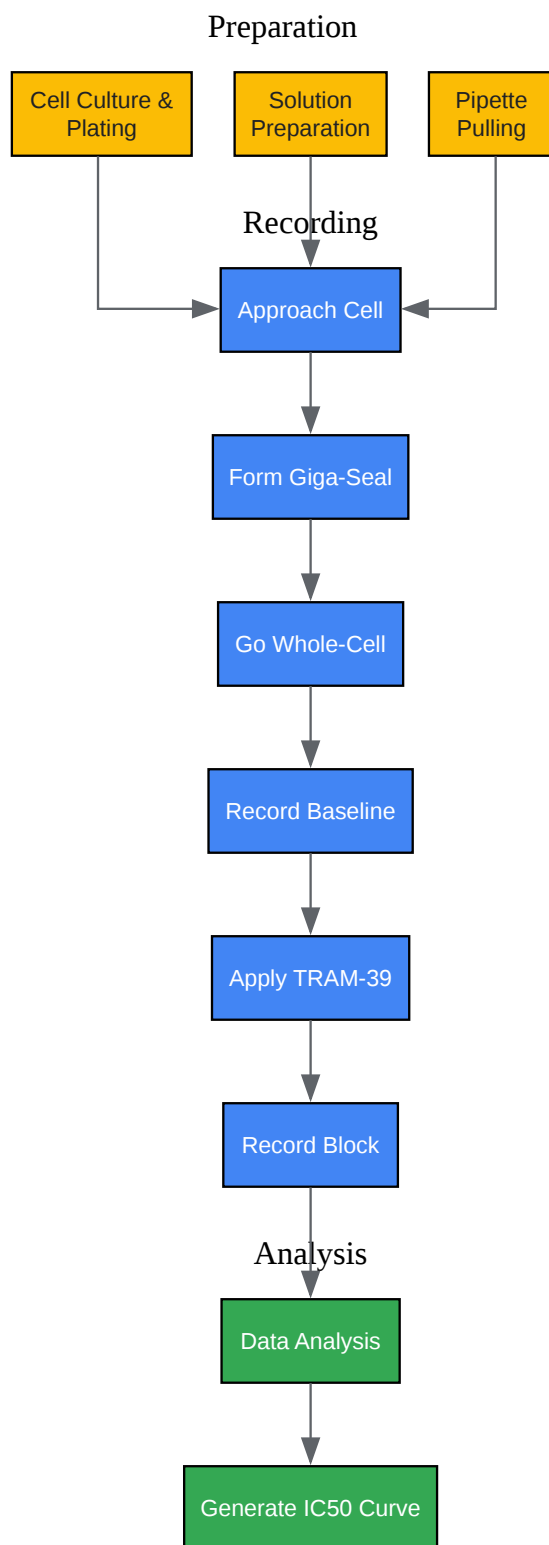 Preparation
Cell Culture &
Plating
Solution
Preparation
Pipette
Pulling
Recording
Approach Cell
Form Giga-Seal
Go Whole-Cell
Record Baseline
Apply TRAM-39
Record Block
Analysis
Data Analysis
Generate IC50 Curve